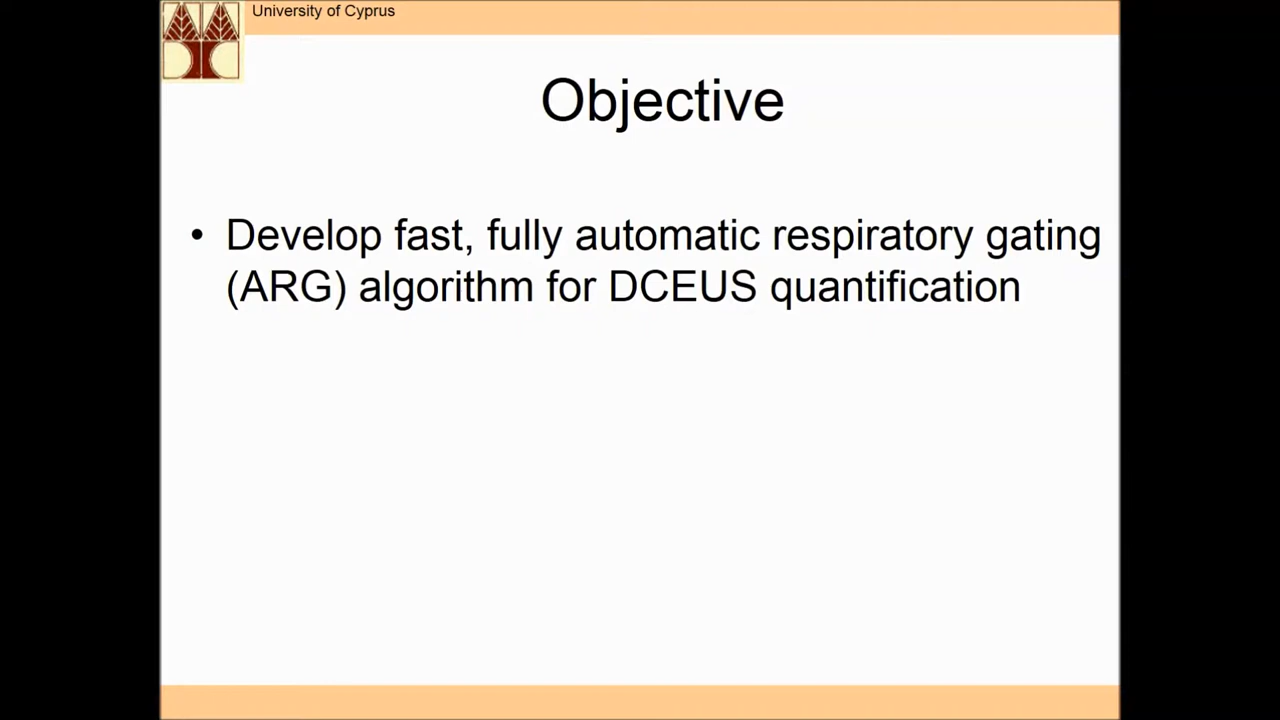 University of Cyprus
Objective
• Develop fast, fully automatic respiratory gating
(ARG) algorithm for DCEUS quantification